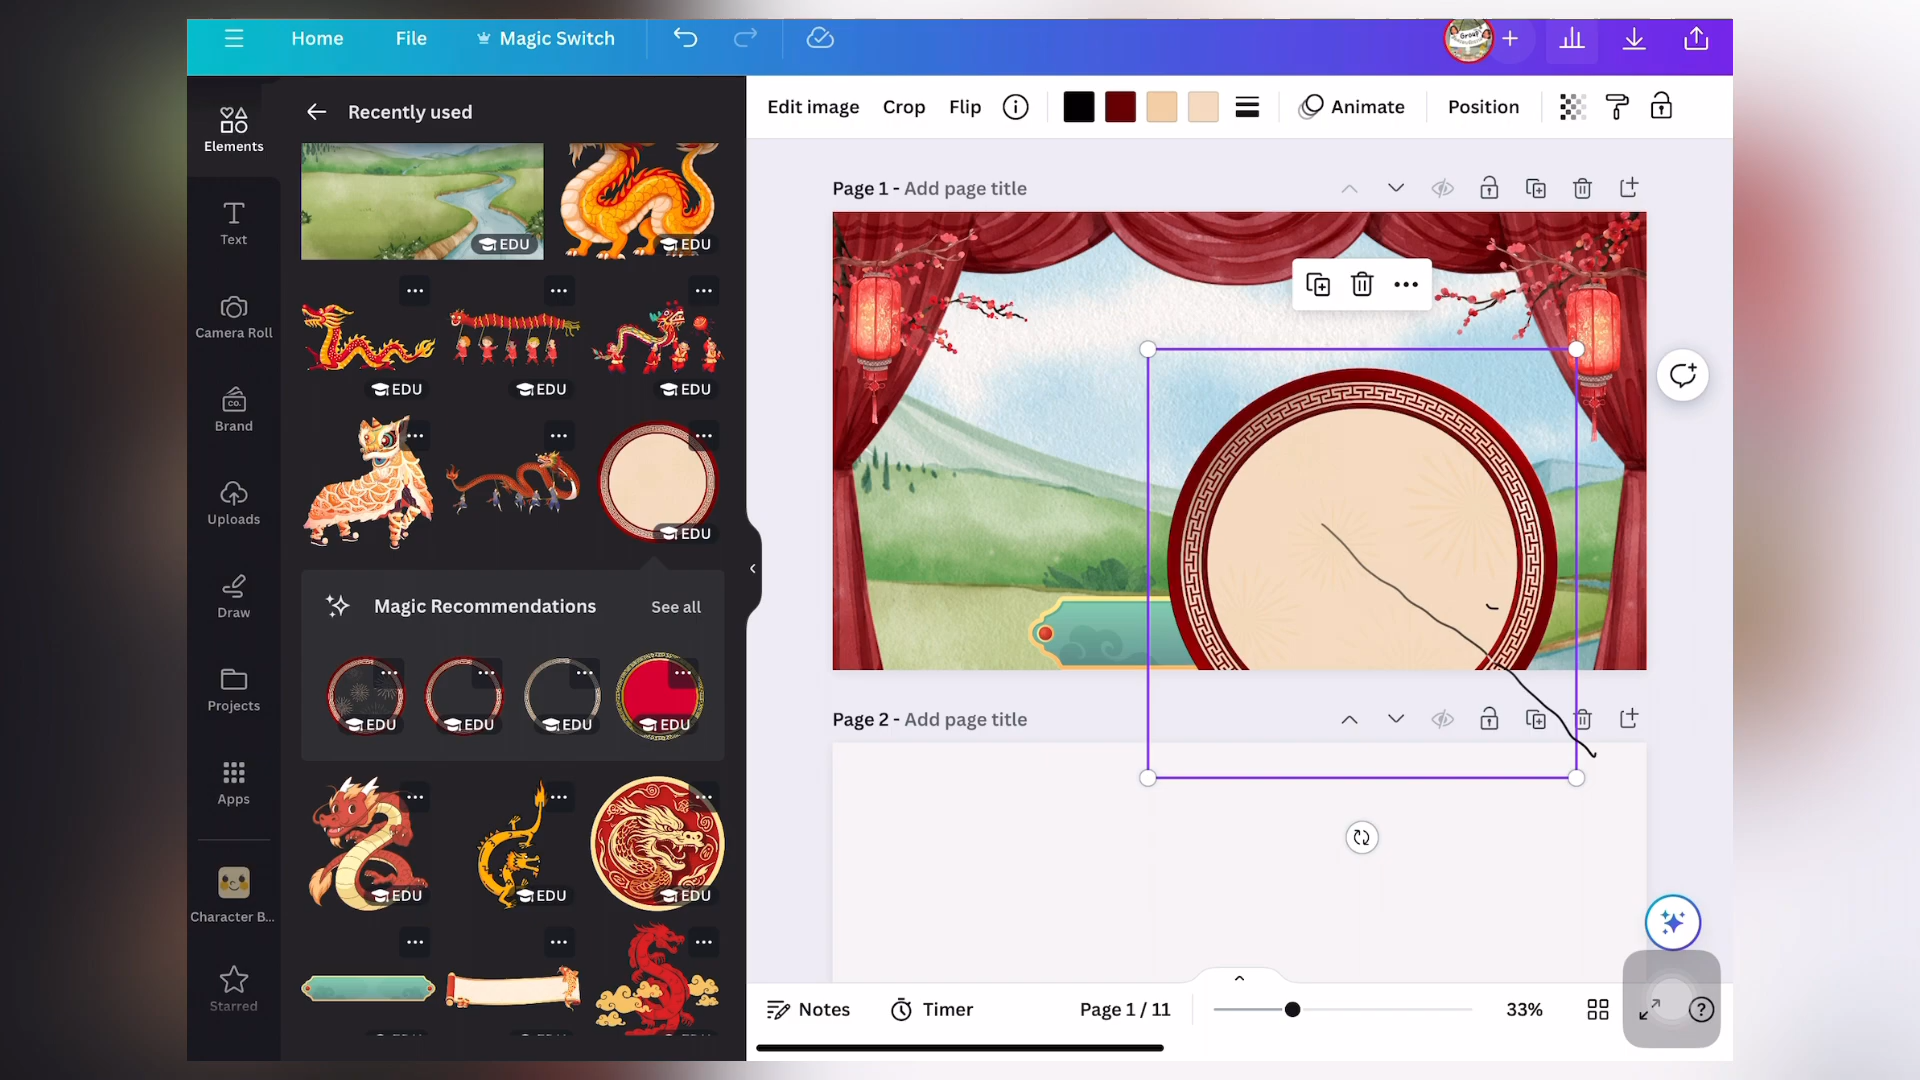 Home
File
Magic Switch
Group
Elements
Text
Camera Roll
CO.
Brand
Uploads
Draw
Projects
Apps
Character B...
Starred
Recently used
EDU
EDU
EDU
EDU
EDU
EDU
Magic Recommendations
See all
EDU
EDU
EDU
EDU
EDU
EDU
EDU
Edit image
Crop
Flip
Animate
Position
Page 1 - Add page title
Page 2 - Add page title
Notes
Timer
Page 1 / 11
33%